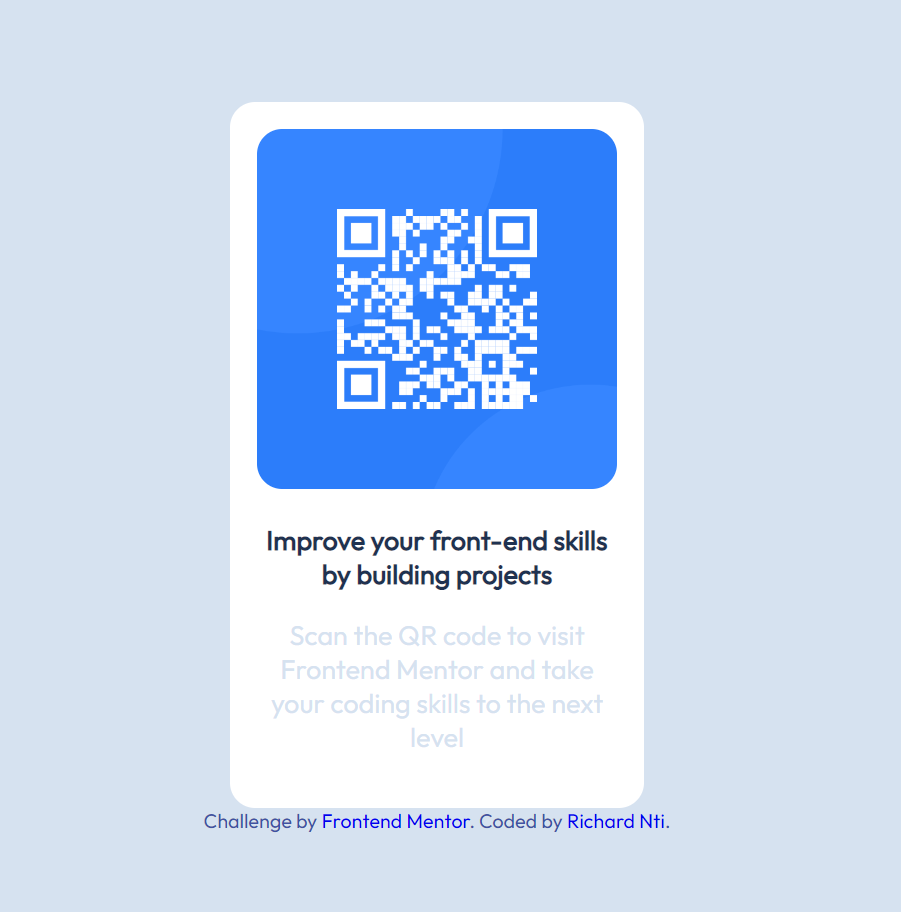 Improve your front-end skills
by building projects
Scan the QR code to visit
Frontend Mentor and take
your coding skills to the next
level
Challenge by Frontend Mentor. Coded by Richard Nti.